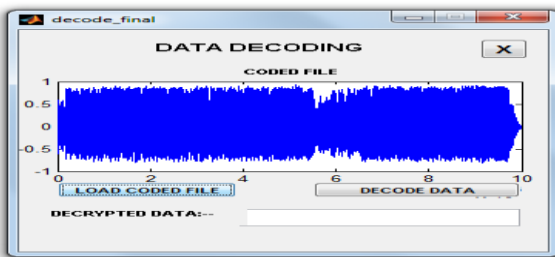 decode_final
DATA DECODING
X
CODED FILE
1
0.5
0
-0.5
-1
0 2 4 6 8 10
LOAD CODED FILE
DECODE DATA
DECRYPTED DATA:--